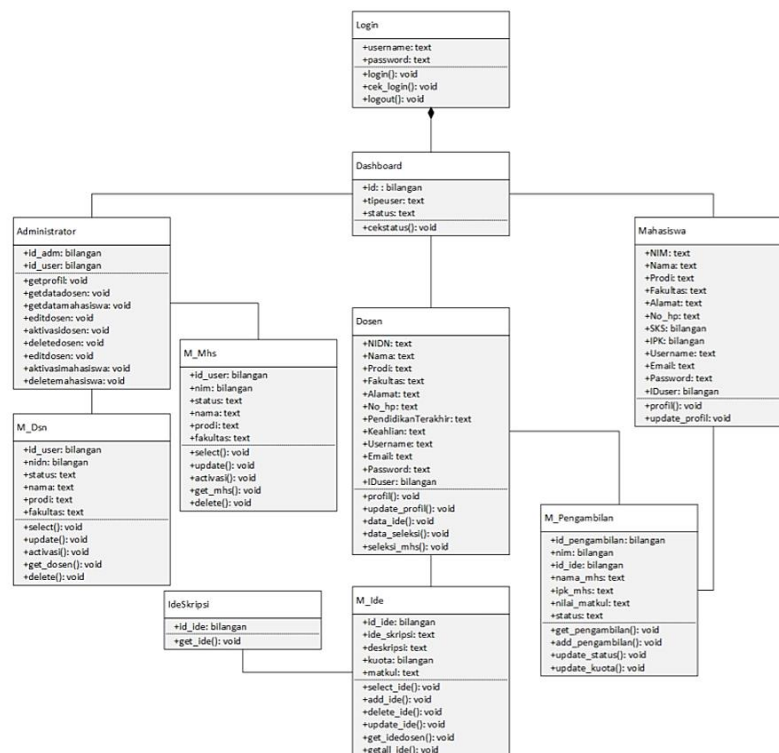 Login
+username: text
+password: text
+login(): void
+cek_login(): void
+logout(): void
Dashboard
+id: : bilangan
+tipeuser: text
+status: text
+cekstatus(): void
Administrator
+id_adm: bilangan
+id_user: bilangan
+getprofil: void
+getdatadosen: void
+getdatamahasiswa: void
+editdosen: void
+aktivasidosen: void
+deletedosen: void
+editdosen: void
+aktivasimahasiswa: void
+deletemahasiswa: void
Mahasiswa
+NIM: text
+Nama: text
+Prodi: text
+Fakultas: text
+Alamat: text
+No_hp: text
+SKS: bilangan
+IPK: bilangan
+Username: text
+Email: text
+Password: text
+IDuser: bilangan
+profil(): void
+update_profil: void
M_Mhs
+id_user: bilangan
+nim: bilangan
+status: text
+nama: text
+prodi: text
+fakultas: text
+select(): void
+update(): void
+activasi(): void
+get_mhs(): void
+delete(): void
Dosen
+NIDN: text
+Nama: text
+Prodi: text
+Fakultas: text
+Alamat: text
+No_hp: text
+PendidikanTerakhir: text
+Keahlian: text
+Username: text
+Email: text
+Password: text
+IDuser: bilangan
+profil(): void
+update_profil(): void
+data_ide(): void
+data_seleksi(): void
+seleksi_mhs(): void
M_Dsn
+id_user: bilangan
+nidn: bilangan
+status: text
+nama: text
+prodi: text
+fakultas: text
+select(): void
+update(): void
+activasi(): void
+get_dosen(): void
+delete(): void
M_Pengambilan
+id_pengambilan: bilangan
+nim: bilangan
+id_ide: bilangan
+nama_mhs: text
+ipk_mhs: text
+nilai_matkul: text
+status: text
+get_pengambilan(): void
+add_pengambilan(): void
+update_status(): void
+update_kuota(): void
IdeSkripsi
+id_ide: bilangan
+get_ide(): void
M_Ide
+id_ide: bilangan
+ide_skripsi: text
+deskripsi: text
+kuota: bilangan
+matkul: text
+select_ide(): void
+add_ide(): void
+delete_ide(): void
+update_ide(): void
+get_idedosen(): void
+getall_ide(): void